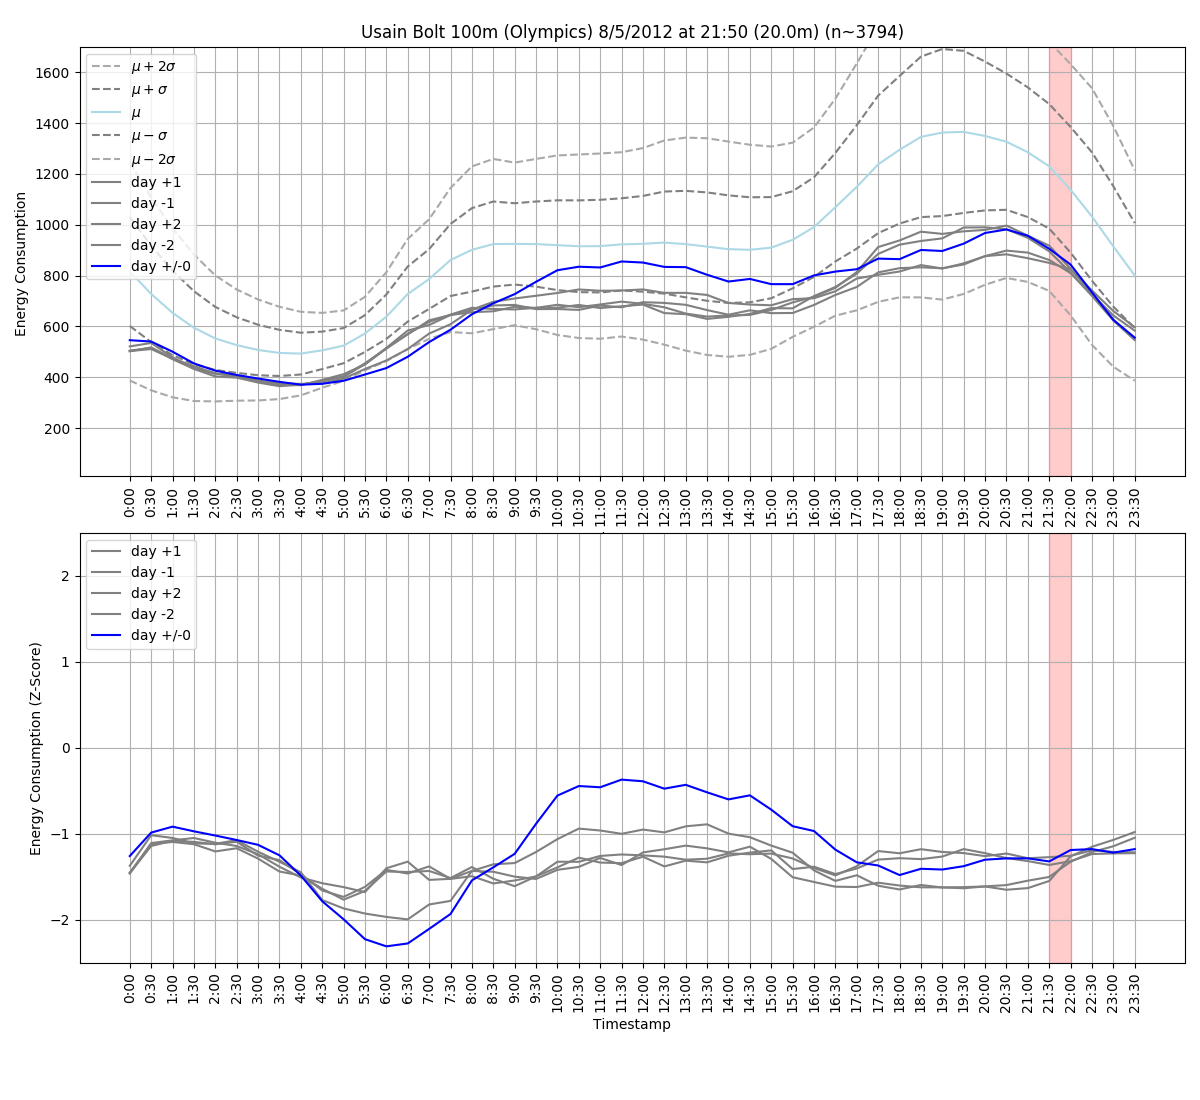 Usain Bolt 100m (Olympics) 8/5/2012 at 21:50 (20.0m) (n~3794)
μ + 2σ
μ + σ
μ
μ − σ
μ − 2σ
day +1
day -1
day +2
day -2
day +/-0
Energy Consumption
1600
1400
1200
1000
800
600
400
200
0:00 0:30 1:00 1:30 2:00 2:30 3:00 3:30 4:00 4:30 5:00 5:30 6:00 6:30 7:00 7:30 8:00 8:30 9:00 9:30 10:00 10:30 11:00 11:30 12:00 12:30 13:00 13:30 14:00 14:30 15:00 15:30 16:00 16:30 17:00 17:30 18:00 18:30 19:00 19:30 20:00 20:30 21:00 21:30 22:00 22:30 23:00 23:30
day +1
day -1
day +2
day -2
day +/-0
Energy Consumption (Z-Score)
2
1
0
−1
−2
0:00 0:30 1:00 1:30 2:00 2:30 3:00 3:30 4:00 4:30 5:00 5:30 6:00 6:30 7:00 7:30 8:00 8:30 9:00 9:30 10:00 10:30 11:00 11:30 12:00 12:30 13:00 13:30 14:00 14:30 15:00 15:30 16:00 16:30 17:00 17:30 18:00 18:30 19:00 19:30 20:00 20:30 21:00 21:30 22:00 22:30 23:00 23:30
Timestamp